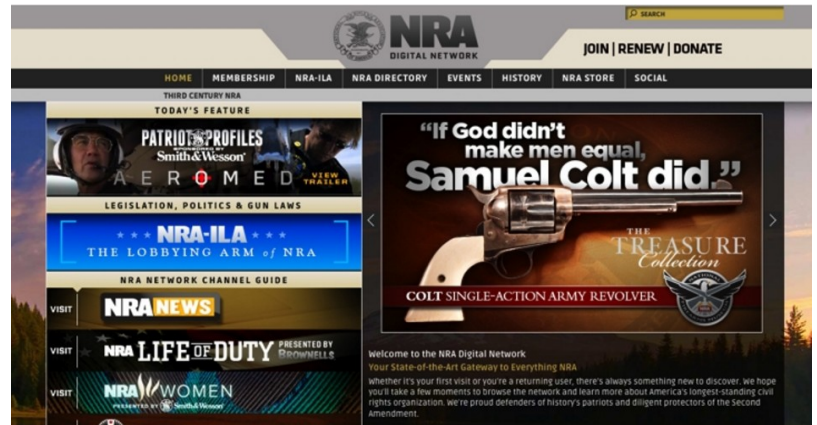 SEARCH
NRA
DIGITAL NETWORK
JOIN | RENEW | DONATE
HOME MEMBERSHIP NRA-ILA NRA DIRECTORY EVENTS HISTORY NRA STORE SOCIAL
THIRD CENTURY NRA
TODAY'S FEATURE
PATRIOT PROFILES
SPONSORED BY
Smith & Wesson
AEROMED
VIEW
TRAILER
LEGISLATION, POLITICS & GUN LAWS
NRA-ILA
THE LOBBYING ARM of NRA
NRA NETWORK CHANNEL GUIDE
VISIT NRA NEWS
VISIT NRA LIFE OF DUTY PRESENTED BY
BROWNELLS
VISIT NRA WOMEN
PRESENTED BY Smith & Wesson
“If God didn’t
make men equal,
Samuel Colt did.”
THE
TREASURE
Collection
COLT SINGLE-ACTION ARMY REVOLVER
Welcome to the NRA Digital Network
Your State-of-the-Art Gateway to Everything NRA
Whether it's your first visit or you're a returning user, there's always something new to discover. We hope
you'll take a few moments to browse the network and learn more about America's longest-standing civil
rights organization. We're proud defenders of history's patriots and diligent protectors of the Second
Amendment.